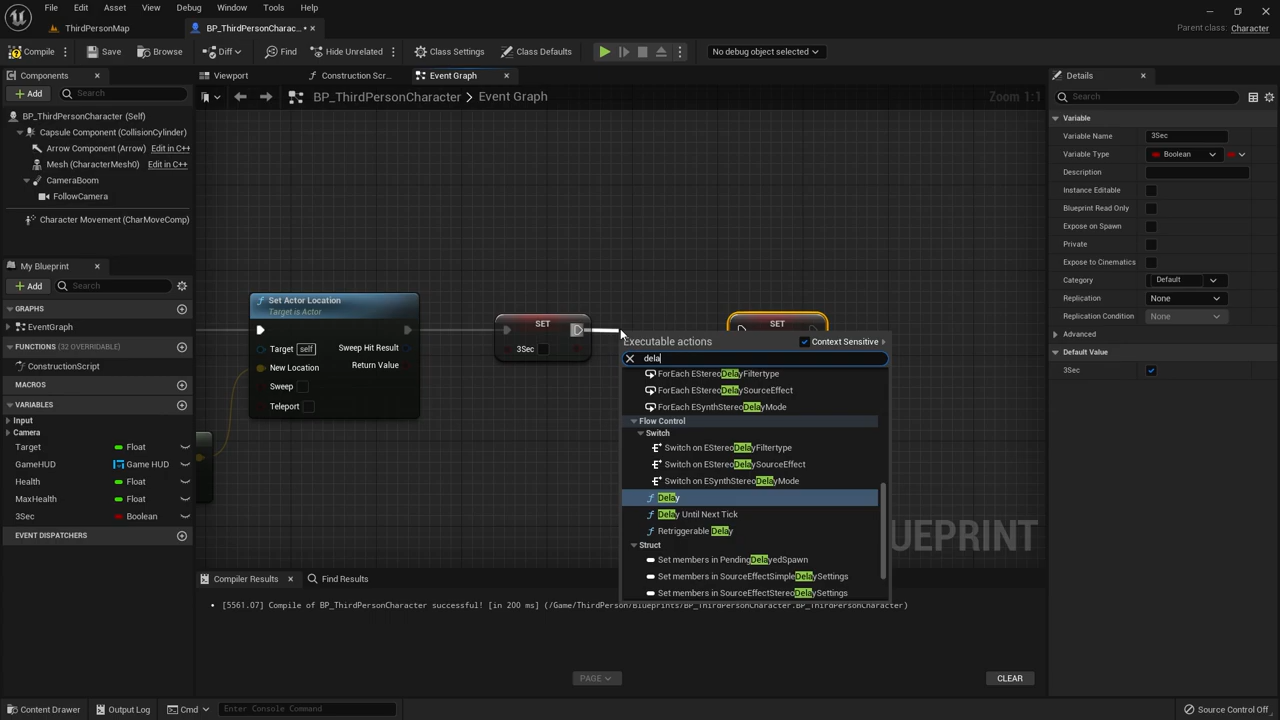 File Edit Asset View Debug Window Tools Help
ThirdPersonMap
BP_ThirdPersonCharac... •
Parent class: Character
Compile
Save
Browse
Diff
Find
Hide Unrelated
Class Settings
Class Defaults
No debug object selected
Components
Viewport
Construction Scr...
Event Graph
Details
Add
Search
BP_ThirdPersonCharacter > Event Graph
Zoom 1:1
Search
BP_ThirdPersonCharacter (Self)
Capsule Component (CollisionCylinder)
Arrow Component (Arrow) Edit in C++
Mesh (CharacterMesh0) Edit in C++
CameraBoom
FollowCamera
Character Movement (CharMoveComp)
My Blueprint
Add
Search
GRAPHS
EventGraph
FUNCTIONS (32 OVERRIDABLE)
ConstructionScript
MACROS
VARIABLES
Input
Camera
Target Float
GameHUD Game HUD
Health Float
MaxHealth Float
3Sec Boolean
EVENT DISPATCHERS
Set Actor Location
Target is Actor
Target self
Sweep Hit Result
New Location
Return Value
Sweep
Teleport
SET
3Sec
SET
Executable actions
Context Sensitive
dela
ForEach EStereoDelayFiltertype
ForEach EStereoDelaySourceEffect
ForEach ESynthStereoDelayMode
Flow Control
Switch
Switch on EStereoDelayFiltertype
Switch on EStereoDelaySourceEffect
Switch on ESynthStereoDelayMode
Delay
Delay Until Next Tick
Retriggerable Delay
Struct
Set members in PendingDelayedSpawn
Set members in SourceEffectSimpleDelaySettings
Set members in SourceEffectStereoDelaySettings
UEPRINT
Variable
Variable Name 3Sec
Variable Type Boolean
Description
Instance Editable
Blueprint Read Only
Expose on Spawn
Private
Expose to Cinematics
Category Default
Replication None
Replication Condition None
Advanced
Default Value
3Sec
Compiler Results
Find Results
[5561.07] Compile of BP_ThirdPersonCharacter successful! [in 200 ms] (/Game/ThirdPerson/Blueprints/BP_ThirdPersonCharacter.BP_ThirdPersonCharacter)
PAGE
CLEAR
Content Drawer
Output Log
Cmd
Enter Console Command
Source Control Off